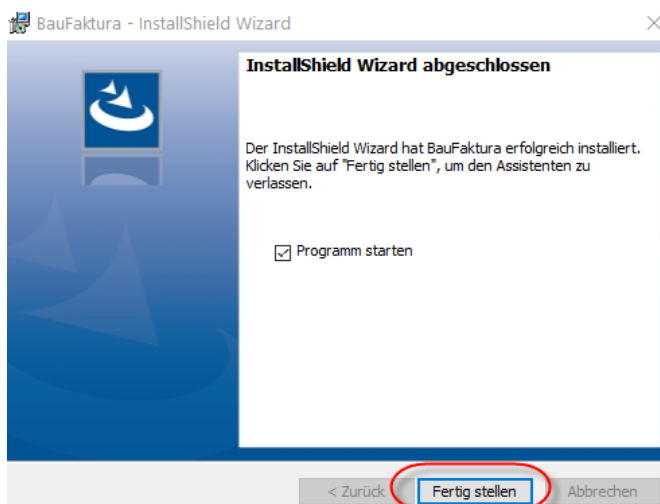 BauFaktura - InstallShield Wizard
InstallShield Wizard abgeschlossen
Der InstallShield Wizard hat BauFaktura erfolgreich installiert.
Klicken Sie auf "Fertig stellen", um den Assistenten zu
verlassen.
Programm starten
< Zurück Fertig stellen Abbrechen